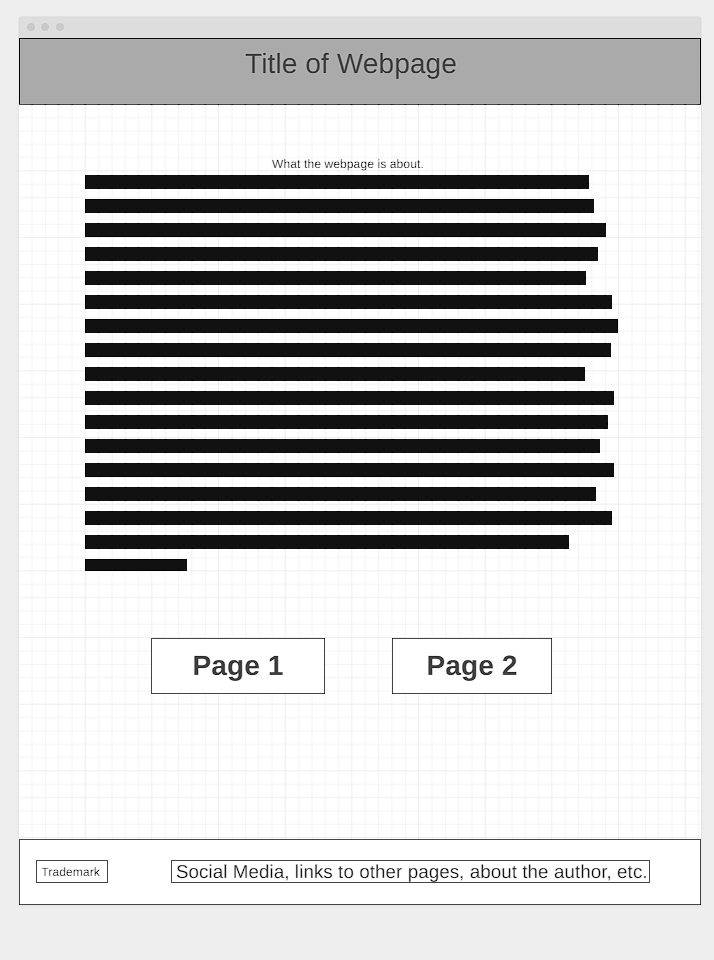 Title of Webpage
What the webpage is about.
Page 1
Page 2
Trademark
Social Media, links to other pages, about the author, etc.